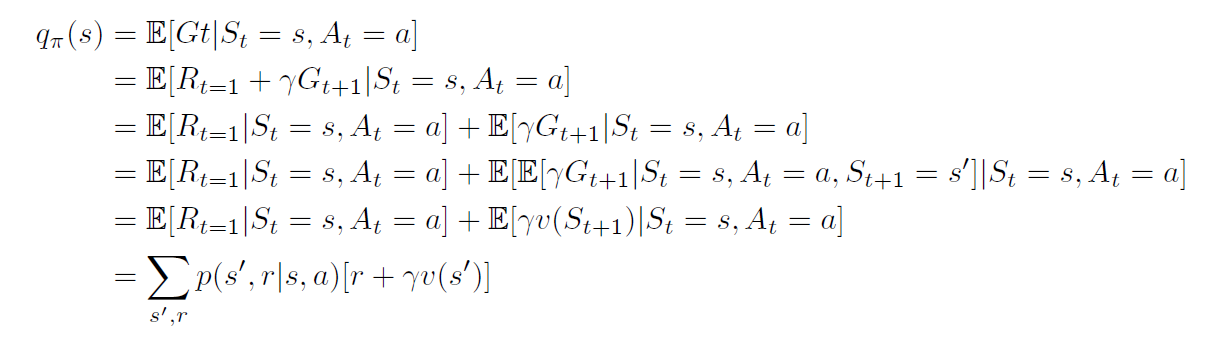 qπ(s) = 𝔼[Gt|S_t = s, A_t = a]
= 𝔼[R_{t=1} + γG_{t+1}|S_t = s, A_t = a]
= 𝔼[R_{t=1}|S_t = s, A_t = a] + 𝔼[γG_{t+1}|S_t = s, A_t = a]
= 𝔼[R_{t=1}|S_t = s, A_t = a] + 𝔼[𝔼[γG_{t+1}|S_t = s, A_t = a, S_{t+1} = s′]|S_t = s, A_t = a]
= 𝔼[R_{t=1}|S_t = s, A_t = a] + 𝔼[γv(S_{t+1})|S_t = s, A_t = a]
= ∑_{s′,r} p(s′, r|s, a)[r + γv(s′)]